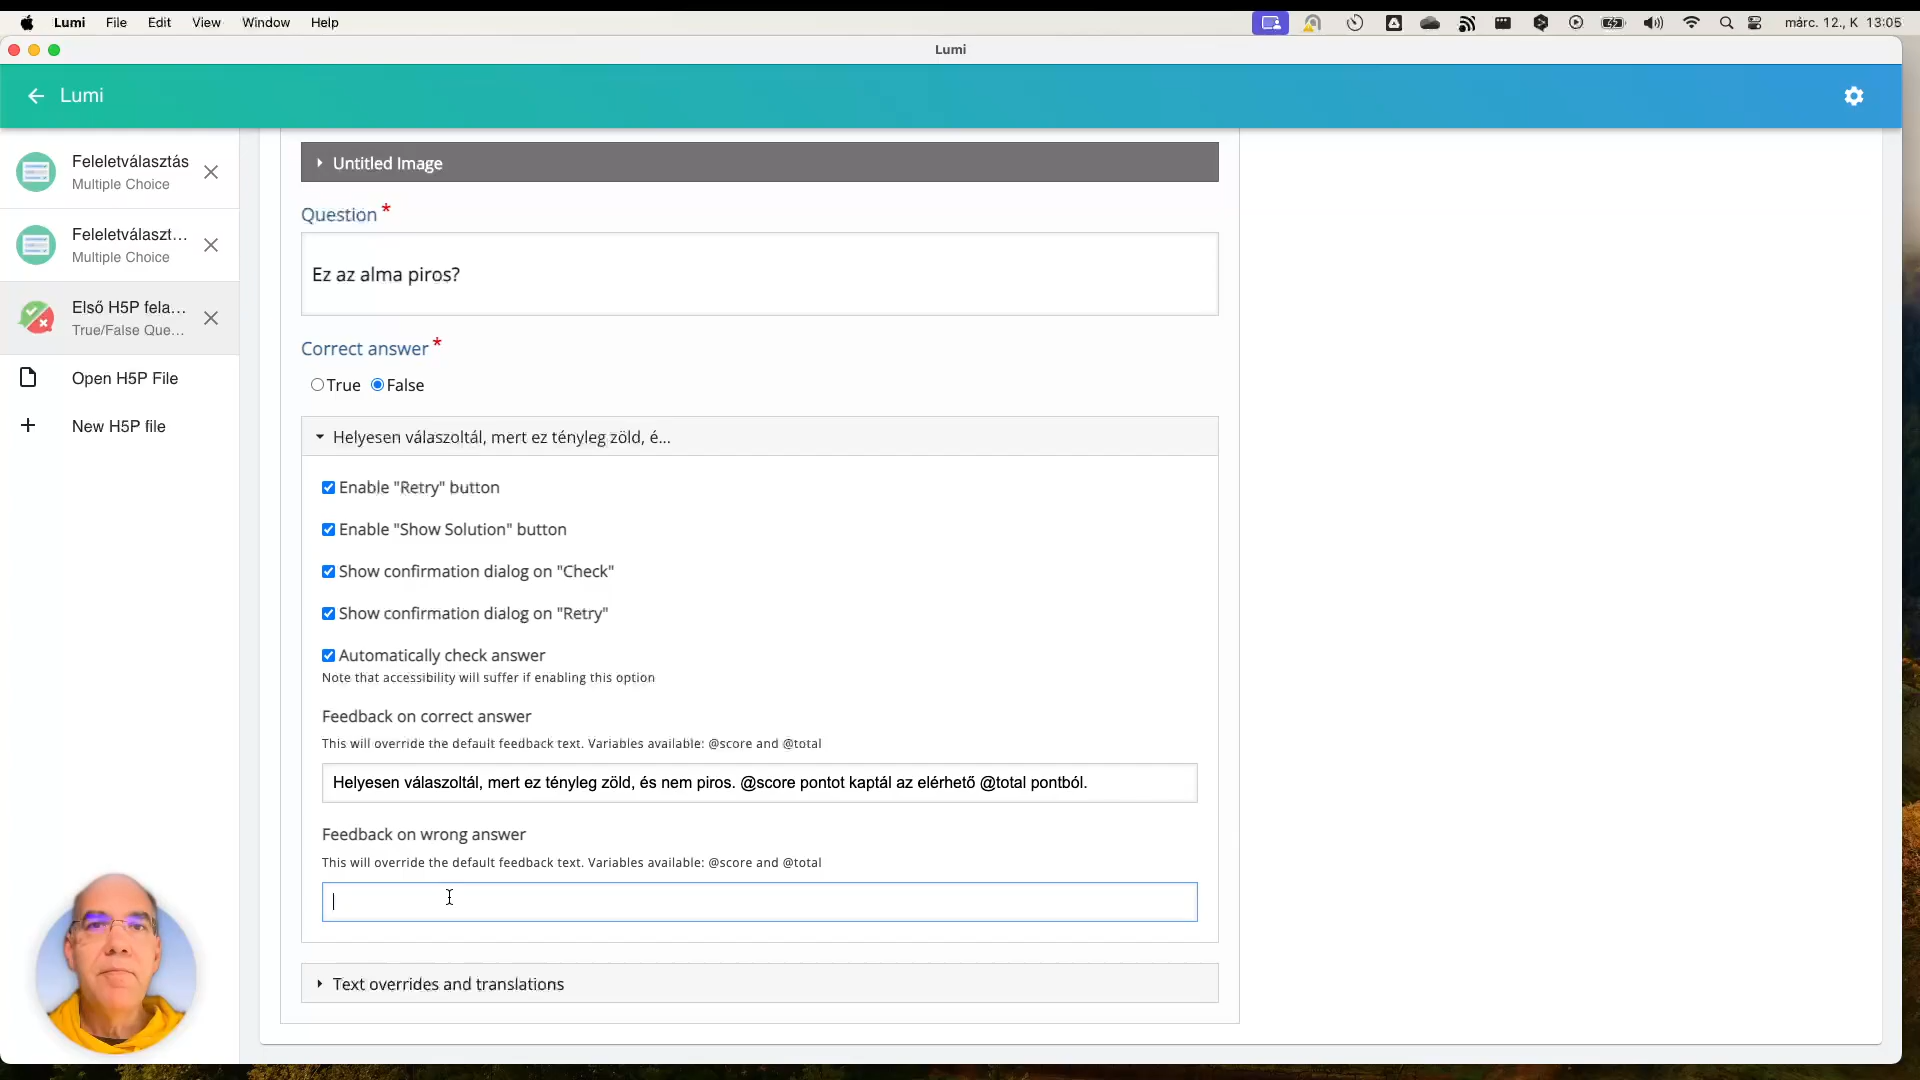 Lumi File Edit View Window Help márc. 12., K 13:05
Lumi
Lumi
Feleletválasztás
Multiple Choice
Feleletválaszt...
Multiple Choice
Első H5P fela...
True/False Que...
Open H5P File
New H5P file
Untitled Image
Question *
Ez az alma piros?
Correct answer *
True False
Helyesen válaszoltál, mert ez tényleg zöld, é...
Enable "Retry" button
Enable "Show Solution" button
Show confirmation dialog on "Check"
Show confirmation dialog on "Retry"
Automatically check answer
Note that accessibility will suffer if enabling this option
Feedback on correct answer
This will override the default feedback text. Variables available: @score and @total
Helyesen válaszoltál, mert ez tényleg zöld, és nem piros. @score pontot kaptál az elérhető @total pontból.
Feedback on wrong answer
This will override the default feedback text. Variables available: @score and @total
Text overrides and translations